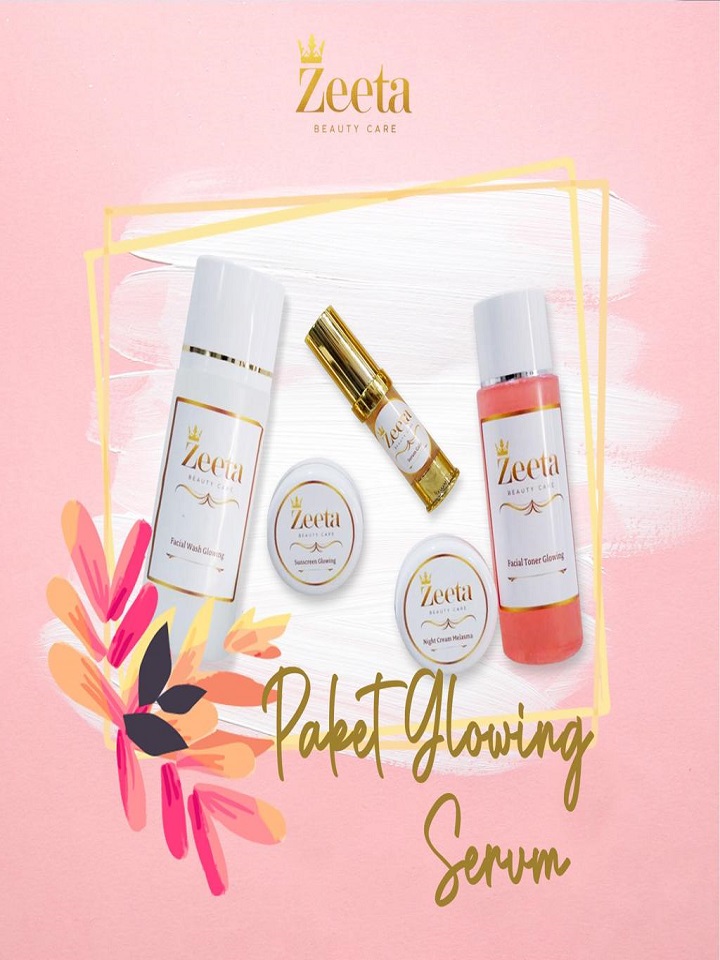 Zeeta
BEAUTY CARE
Zeeta
BEAUTY CARE
Facial Wash Glowing
Zeeta
BEAUTY CARE
Sunscreen Glowing
Zeeta
Zeeta
BEAUTY CARE
Night Cream Melasma
Zeeta
BEAUTY CARE
Facial Toner Glowing
Paket Glowing
Serum